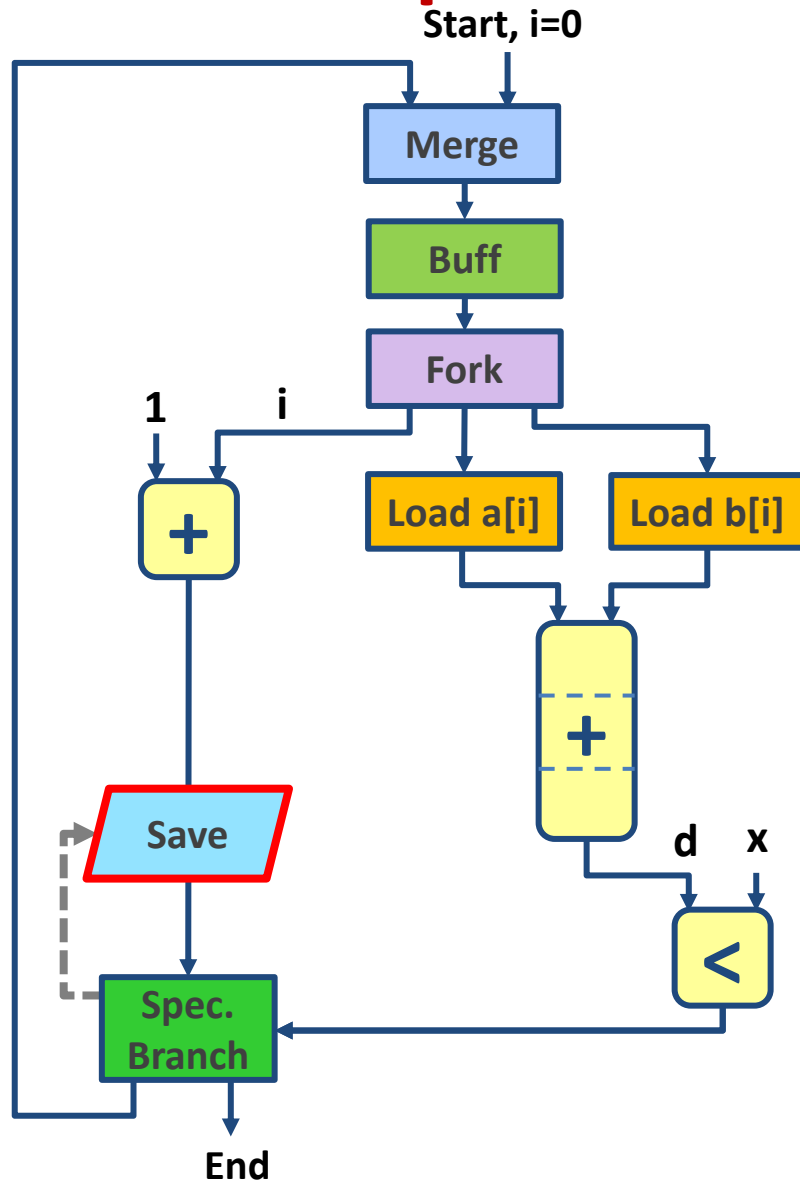 Start, i=0
Merge
Buff
Fork
1
i
+
Load a[i]
Load b[i]
+
Save
d
x
<
Spec.
Branch
End